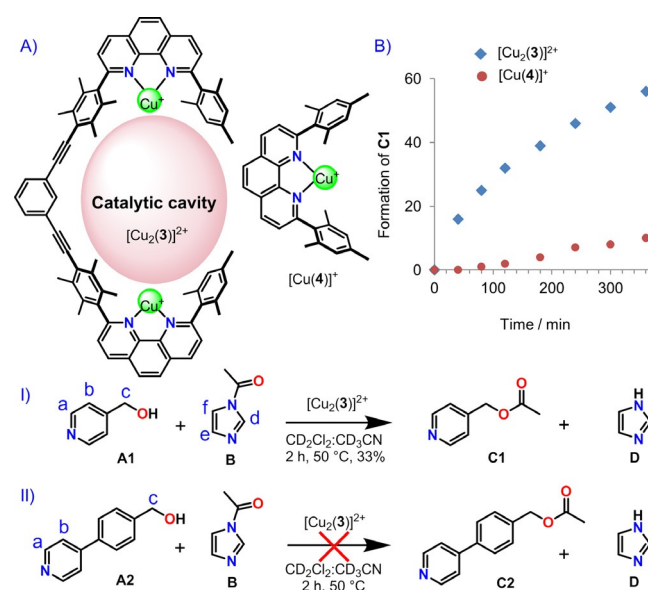 A)
N
N
Cu⁺
Catalytic cavity
[Cu₂(3)]²⁺
Cu⁺
N
N
N
N
Cu⁺
[Cu(4)]⁺
B)
[Cu₂(3)]²⁺
[Cu(4)]⁺
Formation of C1
60
40
20
0
0
100
200
300
Time / min
I)
a
b
c
OH
N
A1
+
O
f
N
d
e
N
B
[Cu₂(3)]²⁺
CD₂Cl₂:CD₃CN
2 h, 50 °C, 33%
O
O
N
C1
+
H
N
N
D
II)
a
b
c
OH
N
A2
+
O
N
N
B
[Cu₂(3)]²⁺
CD₂Cl₂:CD₃CN
2 h, 50 °C
O
O
N
C2
+
H
N
N
D